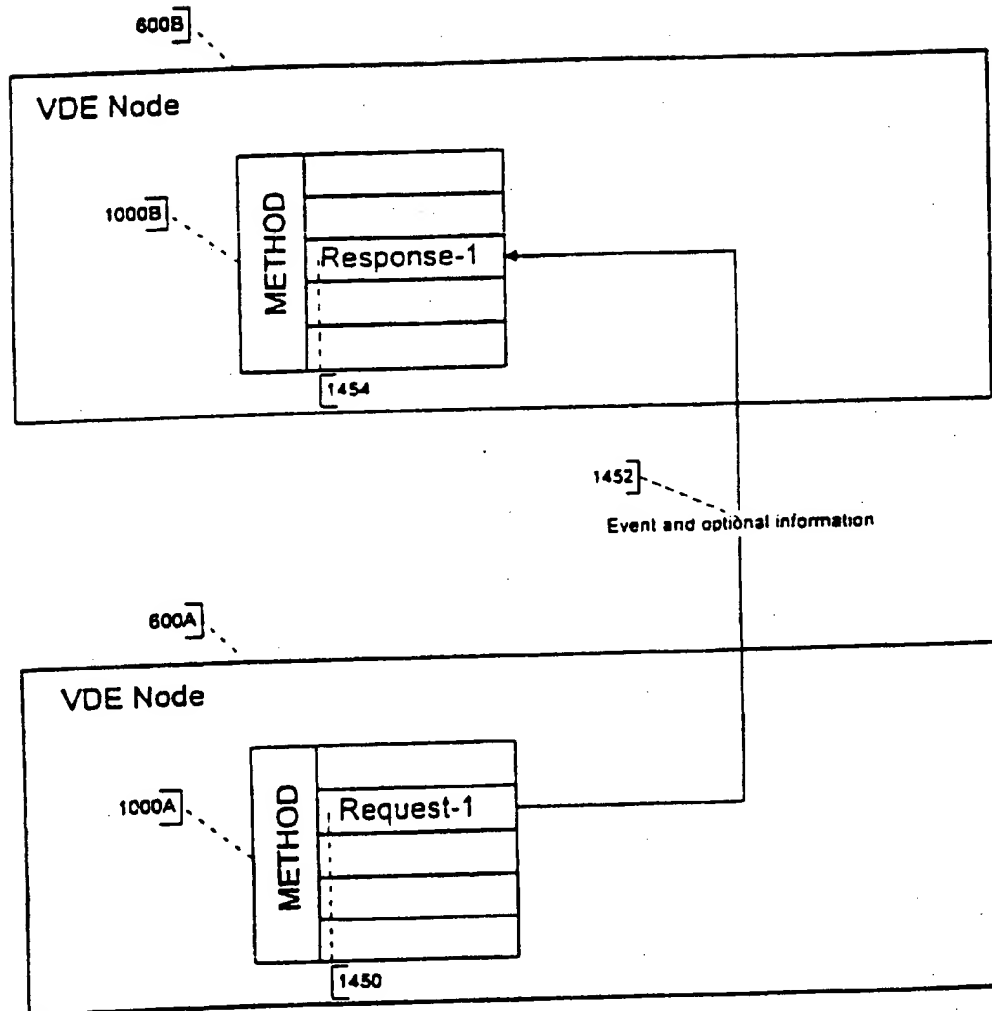 600B
VDE Node
1000B
METHOD
Response-1
1454
1452
Event and optional information
600A
VDE Node
1000A
METHOD
Request-1
1450